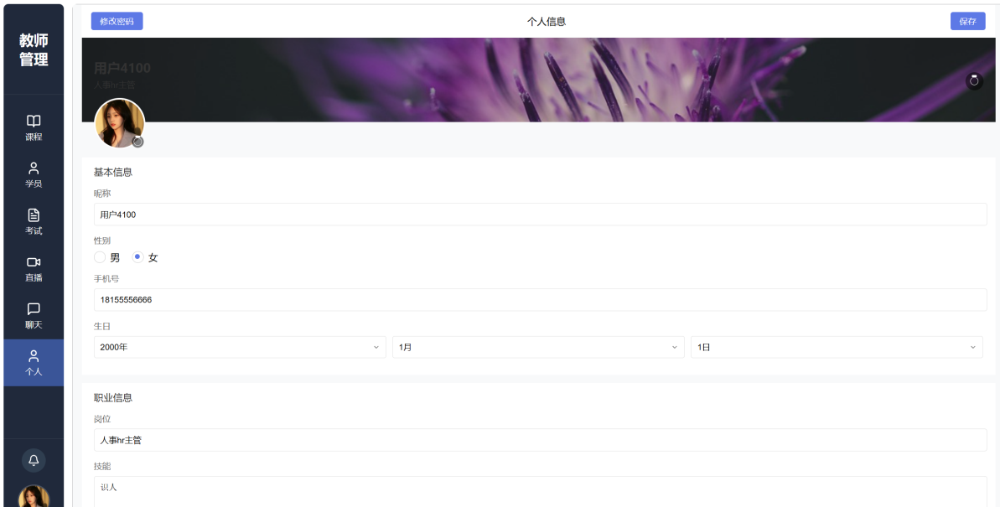 教师
管理
课程
学员
考试
直播
聊天
个人
修改密码
个人信息
保存
用户4100
人事hr主管
基本信息
昵称
用户4100
性别
男 女
手机号
18155556666
生日
2000年 1月 1日
职业信息
岗位
人事hr主管
技能
识人